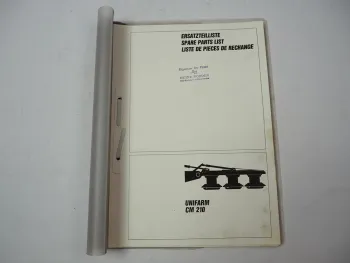 ERSATZTEILLISTE
SPARE PARTS LIST
LISTE DE PIECES DE RECHANGE
UNIFARM
CM 210